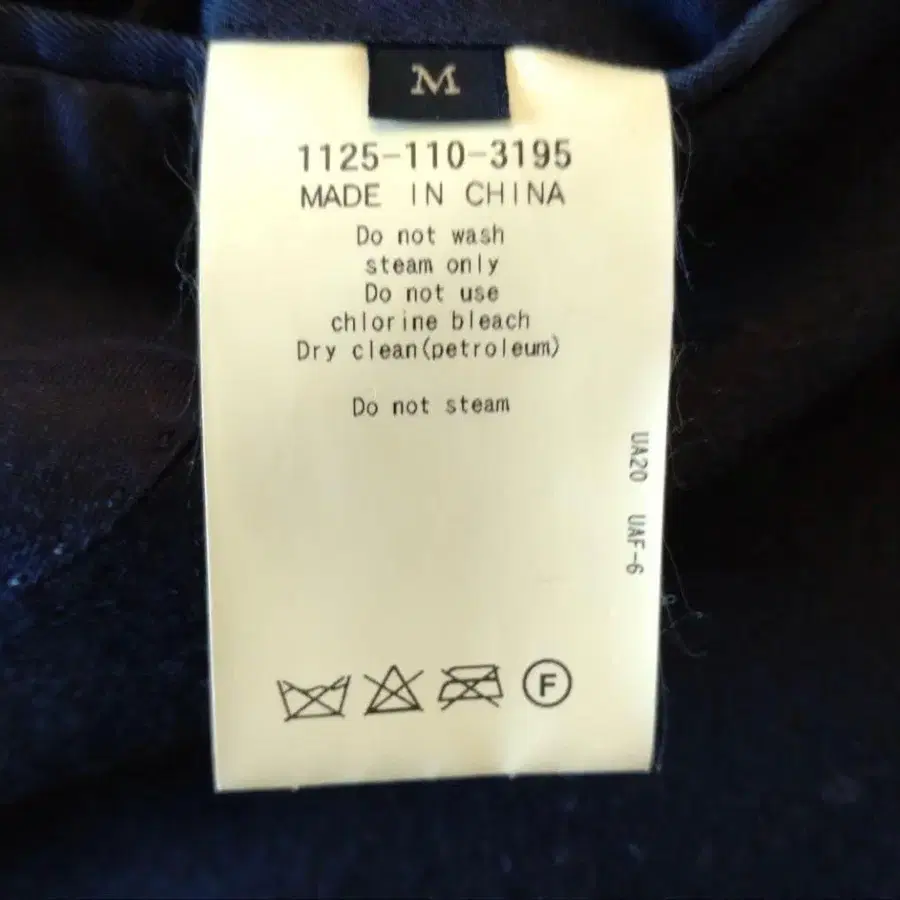 M
1125-110-3195
MADE IN CHINA
Do not wash
steam only
Do not use
chlorine bleach
Dry clean(petroleum)
Do not steam
UA20 UAF-6
F